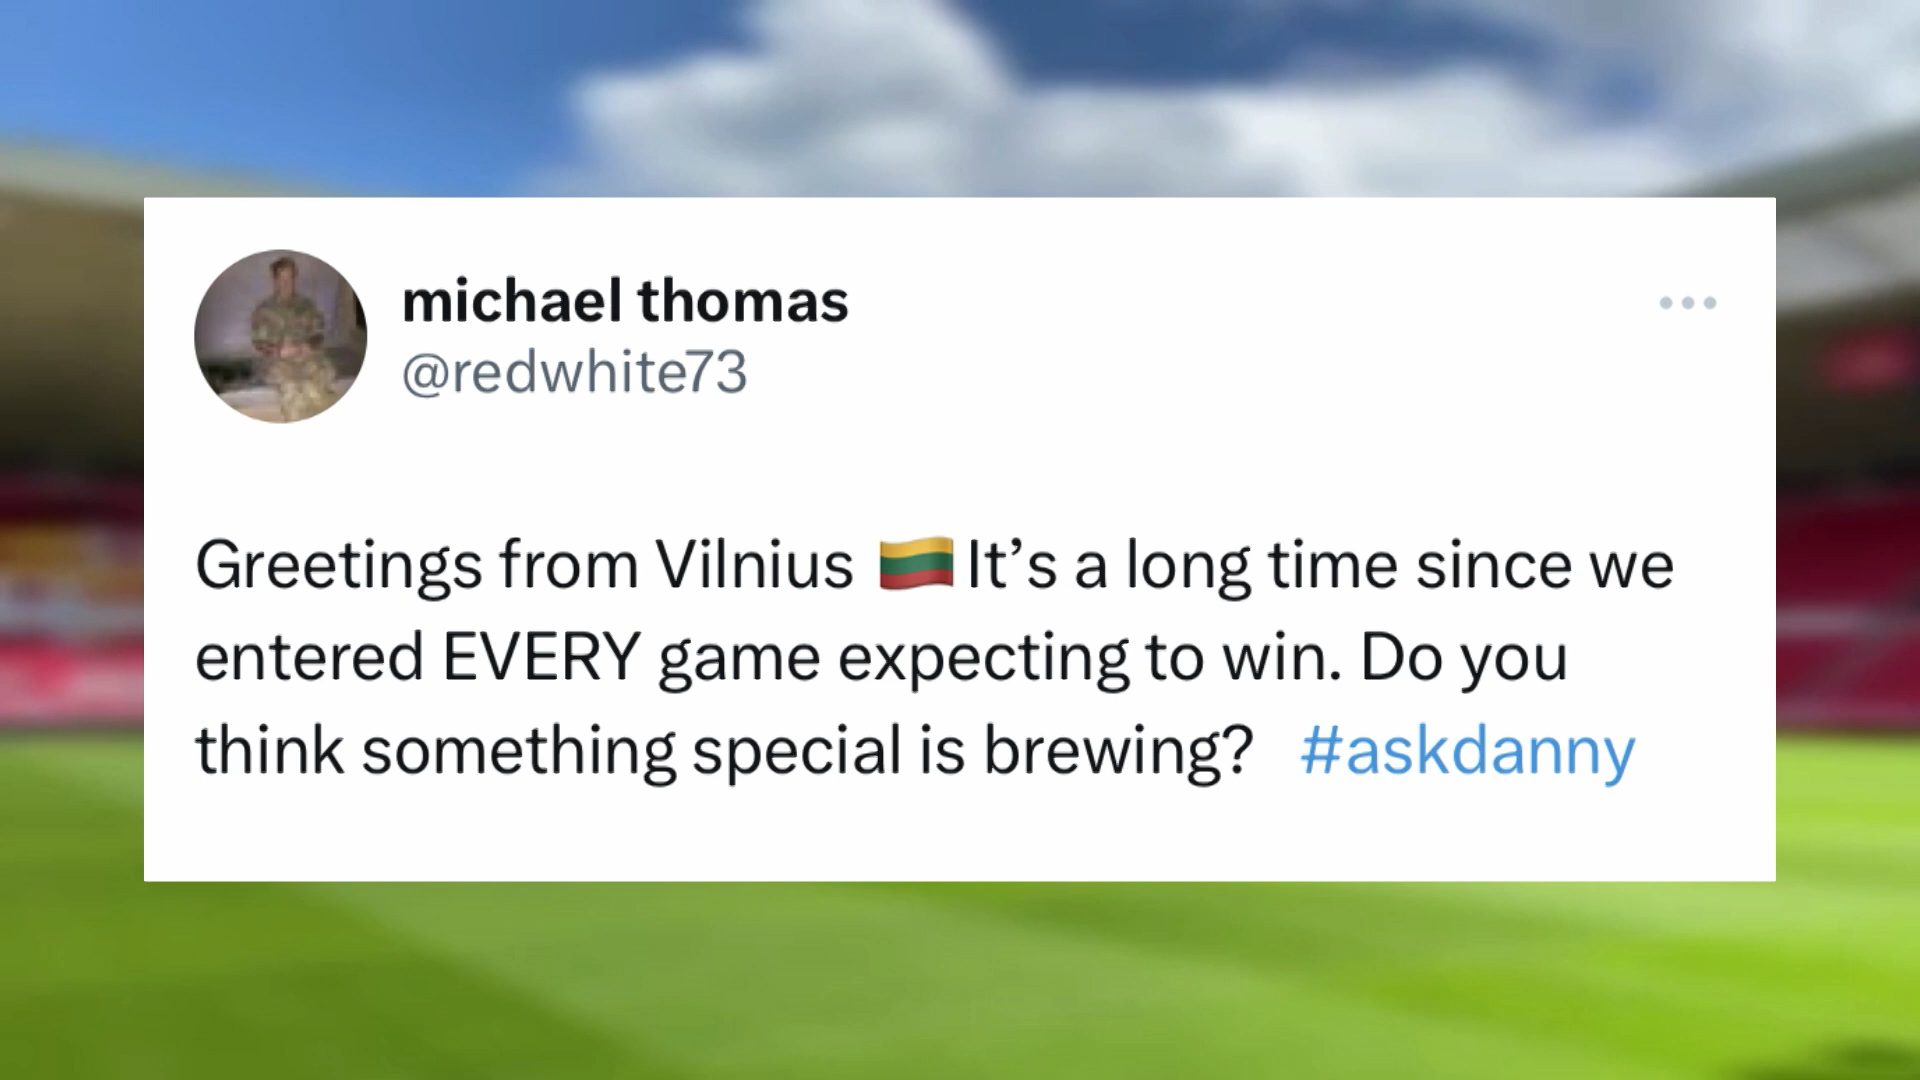 michael thomas
@redwhite73
Greetings from Vilnius 🇱🇹 It’s a long time since we
entered EVERY game expecting to win. Do you
think something special is brewing? #askdanny